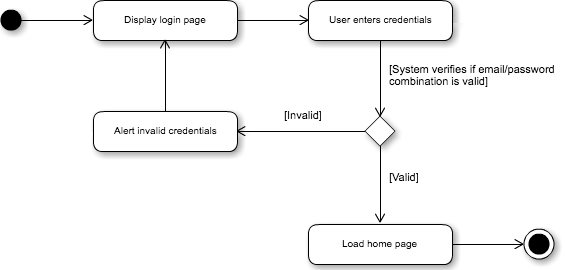 Display login page
User enters credentials
[System verifies if email/password
combination is valid]
[Invalid]
Alert invalid credentials
[Valid]
Load home page